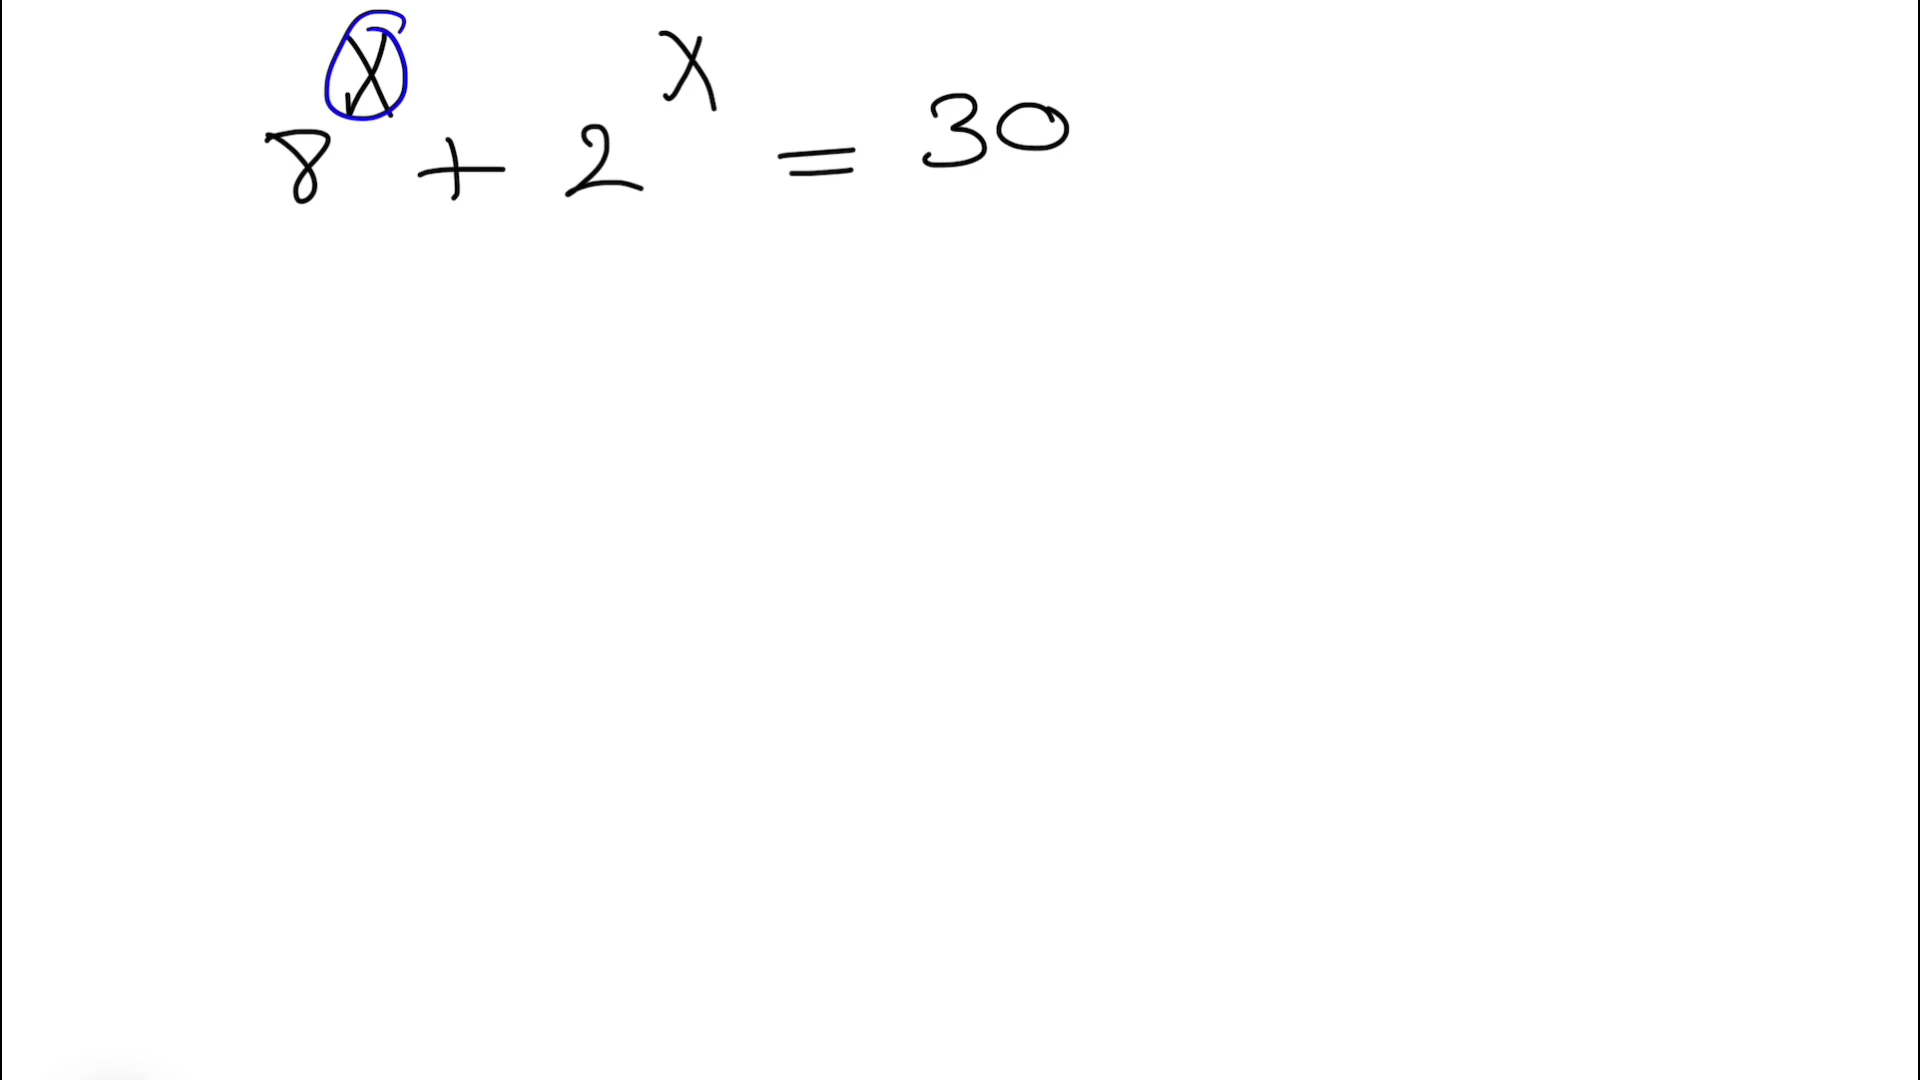 8^x + 2^x = 30